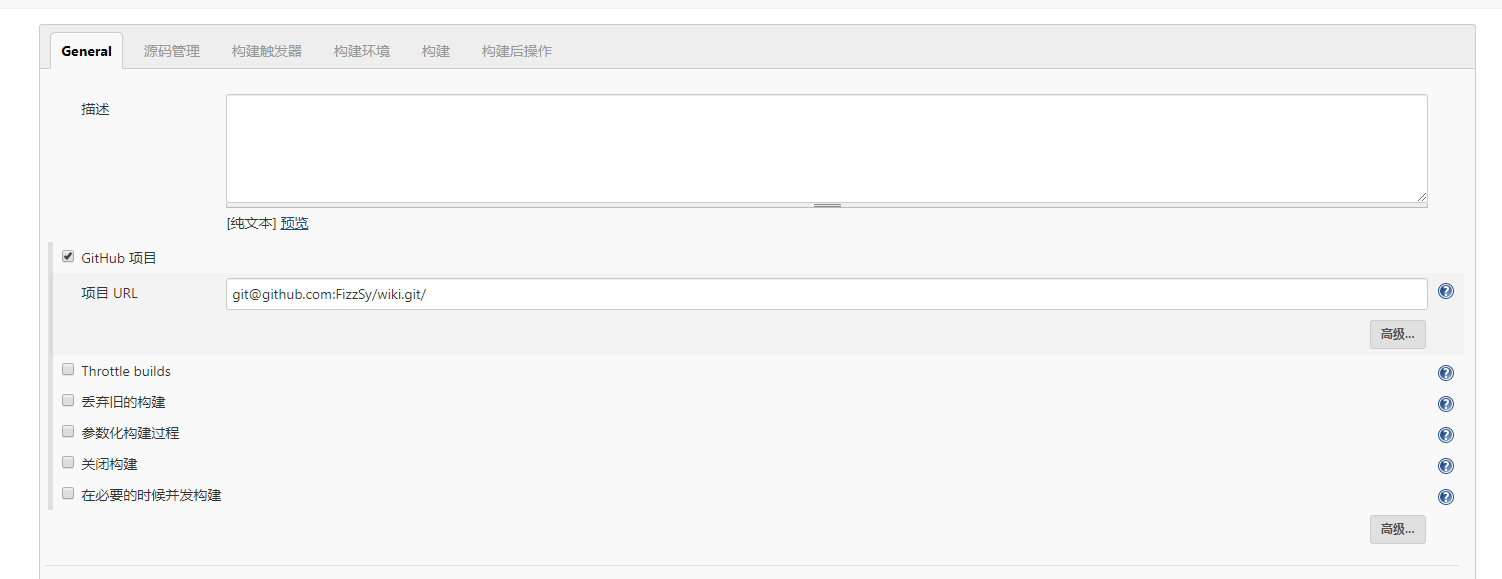 General 源码管理 构建触发器 构建环境 构建 构建后操作
描述
[纯文本] 预览
GitHub 项目
项目 URL git@github.com:FizzSy/wiki.git/
高级...
Throttle builds
丢弃旧的构建
参数化构建过程
关闭构建
在必要的时候并发构建
高级...